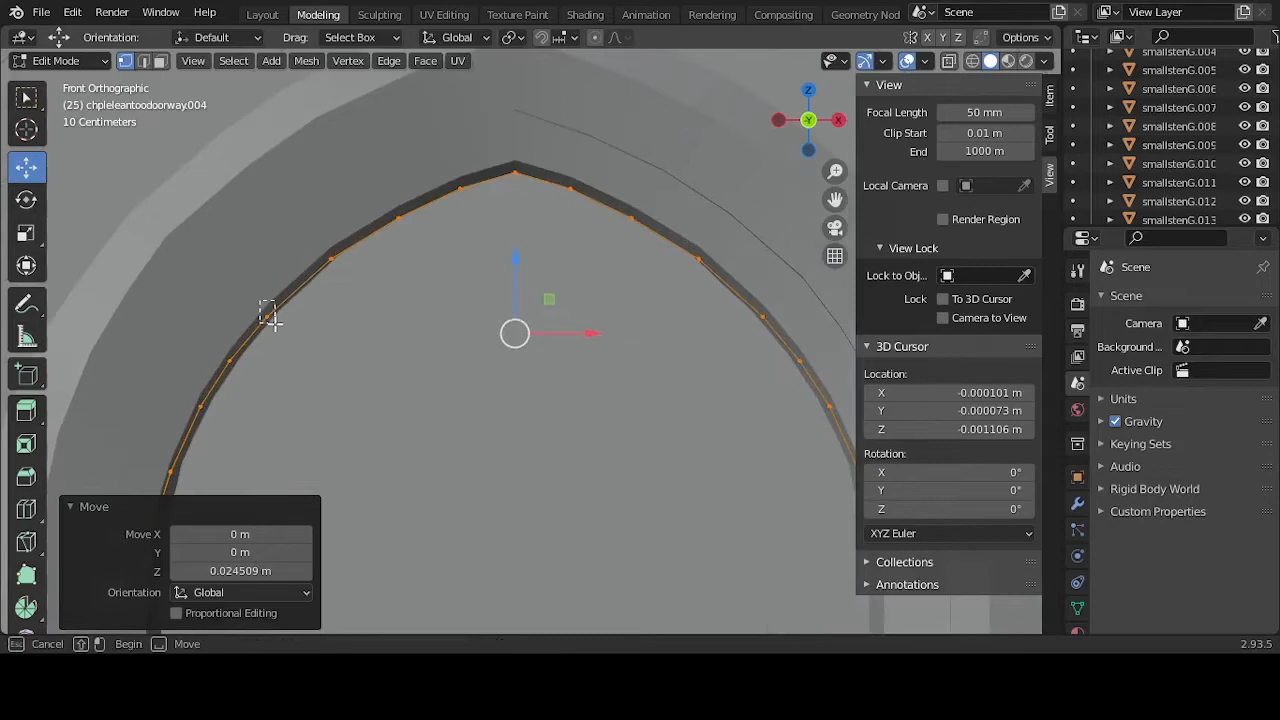 File Edit Render Window Help Layout Modeling Sculpting UV Editing Texture Paint Shading Animation Rendering Compositing Geometry Nod Scene View Layer
Orientation: Default Drag: Select Box Global X Y Z Options
Edit Mode View Select Add Mesh Vertex Edge Face UV
Front Orthographic
(25) chpleleantoodoorway004
10 Centimeters
Z
Y
X
View
Focal Length 50 mm
Clip Start 0.01 m
End 1000 m
Local Camera
Render Region
View Lock
Lock to Obj...
Lock To 3D Cursor
Camera to View
3D Cursor
Location:
X -0.000101 m
Y -0.000073 m
Z -0.001106 m
Rotation:
X 0°
Y 0°
Z 0°
XYZ Euler
Collections
Annotations
Item
Tool
View
smallstenG.004
smallstenG.005
smallstenG.006
smallstenG.007
smallstenG.008
smallstenG.009
smallstenG.010
smallstenG.011
smallstenG.012
smallstenG.013
Scene
Scene
Camera
Background ...
Active Clip
Units
Gravity
Keying Sets
Audio
Rigid Body World
Custom Properties
Move
Move X 0 m
Y 0 m
Z 0.024509 m
Orientation Global
Proportional Editing
Cancel Begin Move 2.93.5
Esc